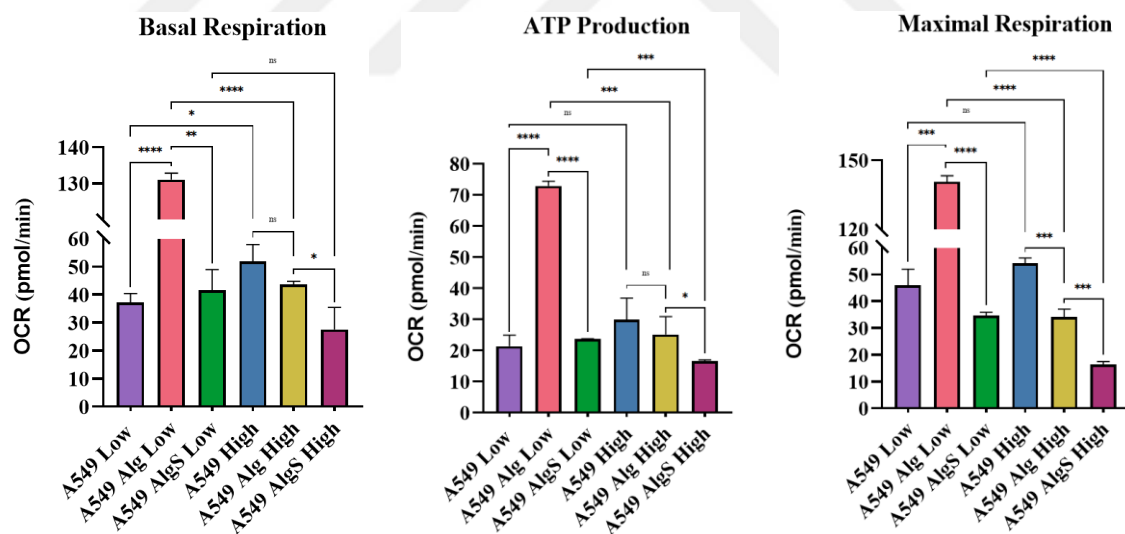 Basal Respiration
ns
****
*
**
****
ns
*
140
130
60
50
40
30
20
10
0
OCR (pmol/min)
A549 Low
A549 Alg Low
A549 AlgS Low
A549 High
A549 Alg High
A549 AlgS High
ATP Production
***
***
ns
****
****
ns
*
80
70
60
50
40
30
20
10
0
OCR (pmol/min)
A549 Low
A549 Alg Low
A549 AlgS Low
A549 High
A549 Alg High
A549 AlgS High
Maximal Respiration
****
****
ns
***
****
***
***
150
120
60
50
40
30
20
10
0
OCR (pmol/min)
A549 Low
A549 Alg Low
A549 AlgS Low
A549 High
A549 Alg High
A549 AlgS High